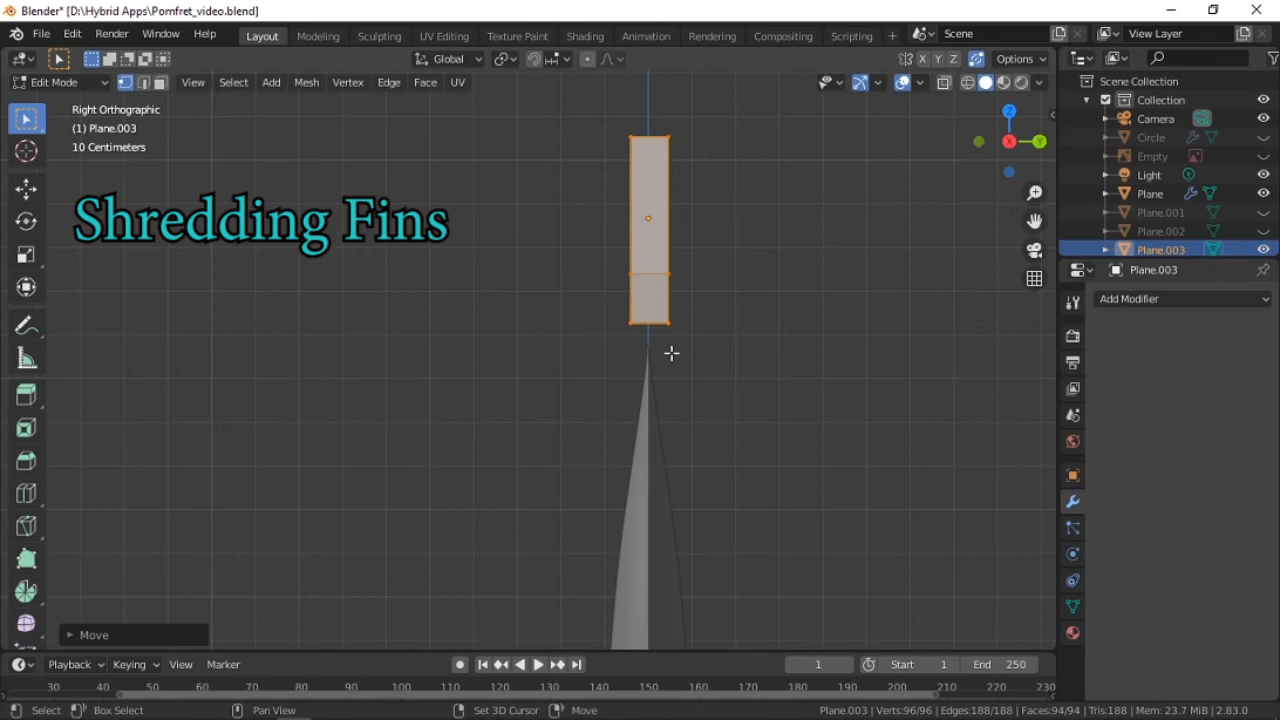 Blender* [D:\Hybrid Apps\Pomfret_video.blend]
File Edit Render Window Help Layout Modeling Sculpting UV Editing Texture Paint Shading Animation Rendering Compositing Scripting + Scene View Layer
Global X Y Z Options
Edit Mode View Select Add Mesh Vertex Edge Face UV
Scene Collection
Collection
Camera
Circle
Empty
Light
Plane
Plane.001
Plane.002
Plane.003
Right Orthographic
(1) Plane.003
10 Centimeters
Z
X
Y
Shredding Fins
Plane.003
Add Modifier
Move
Playback Keying View Marker 1 Start 1 End 250
30 40 50 60 70 80 90 100 110 120 130 140 150 160 170 180 190 200 210 220 230
Select Box Select Pan View Set 3D Cursor Move Plane.003 | Verts:96/96 | Edges:188/188 | Faces:94/94 | Tris:188 | Mem: 23.7 MiB | 2.83.0